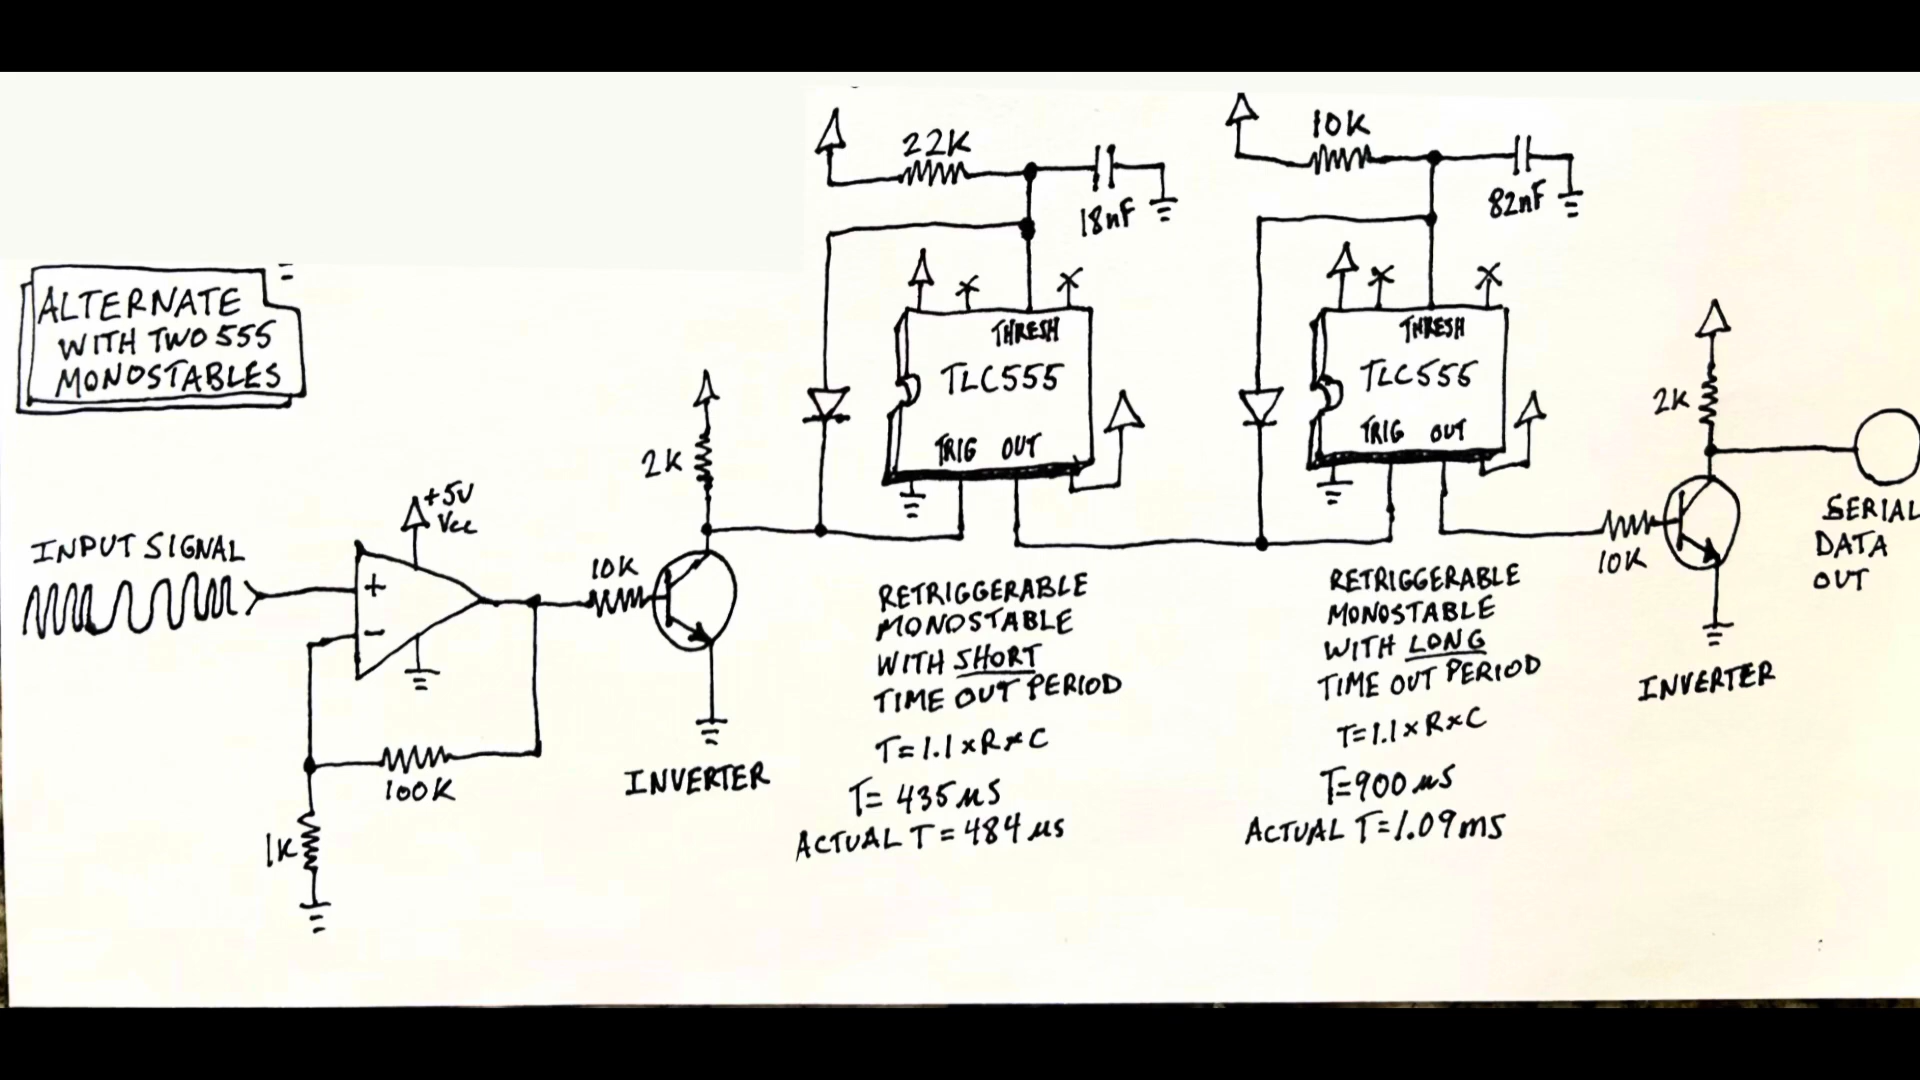 ALTERNATE
WITH TWO 555
MONOSTABLES
INPUT SIGNAL
+
-
+5V
Vcc
100K
1K
10K
2K
INVERTER
22K
18nF
THRESH
TLC555
TRIG OUT
RETRIGGERABLE
MONOSTABLE
WITH SHORT
TIME OUT PERIOD
T=1.1×R×C
T= 435µS
ACTUAL T = 484 µs
10K
82nF
THRESH
TLC555
TRIG OUT
RETRIGGERABLE
MONOSTABLE
WITH LONG
TIME OUT PERIOD
T=1.1×R×C
T=900µS
ACTUAL T=1.09mS
10K
2K
INVERTER
SERIAL
DATA
OUT